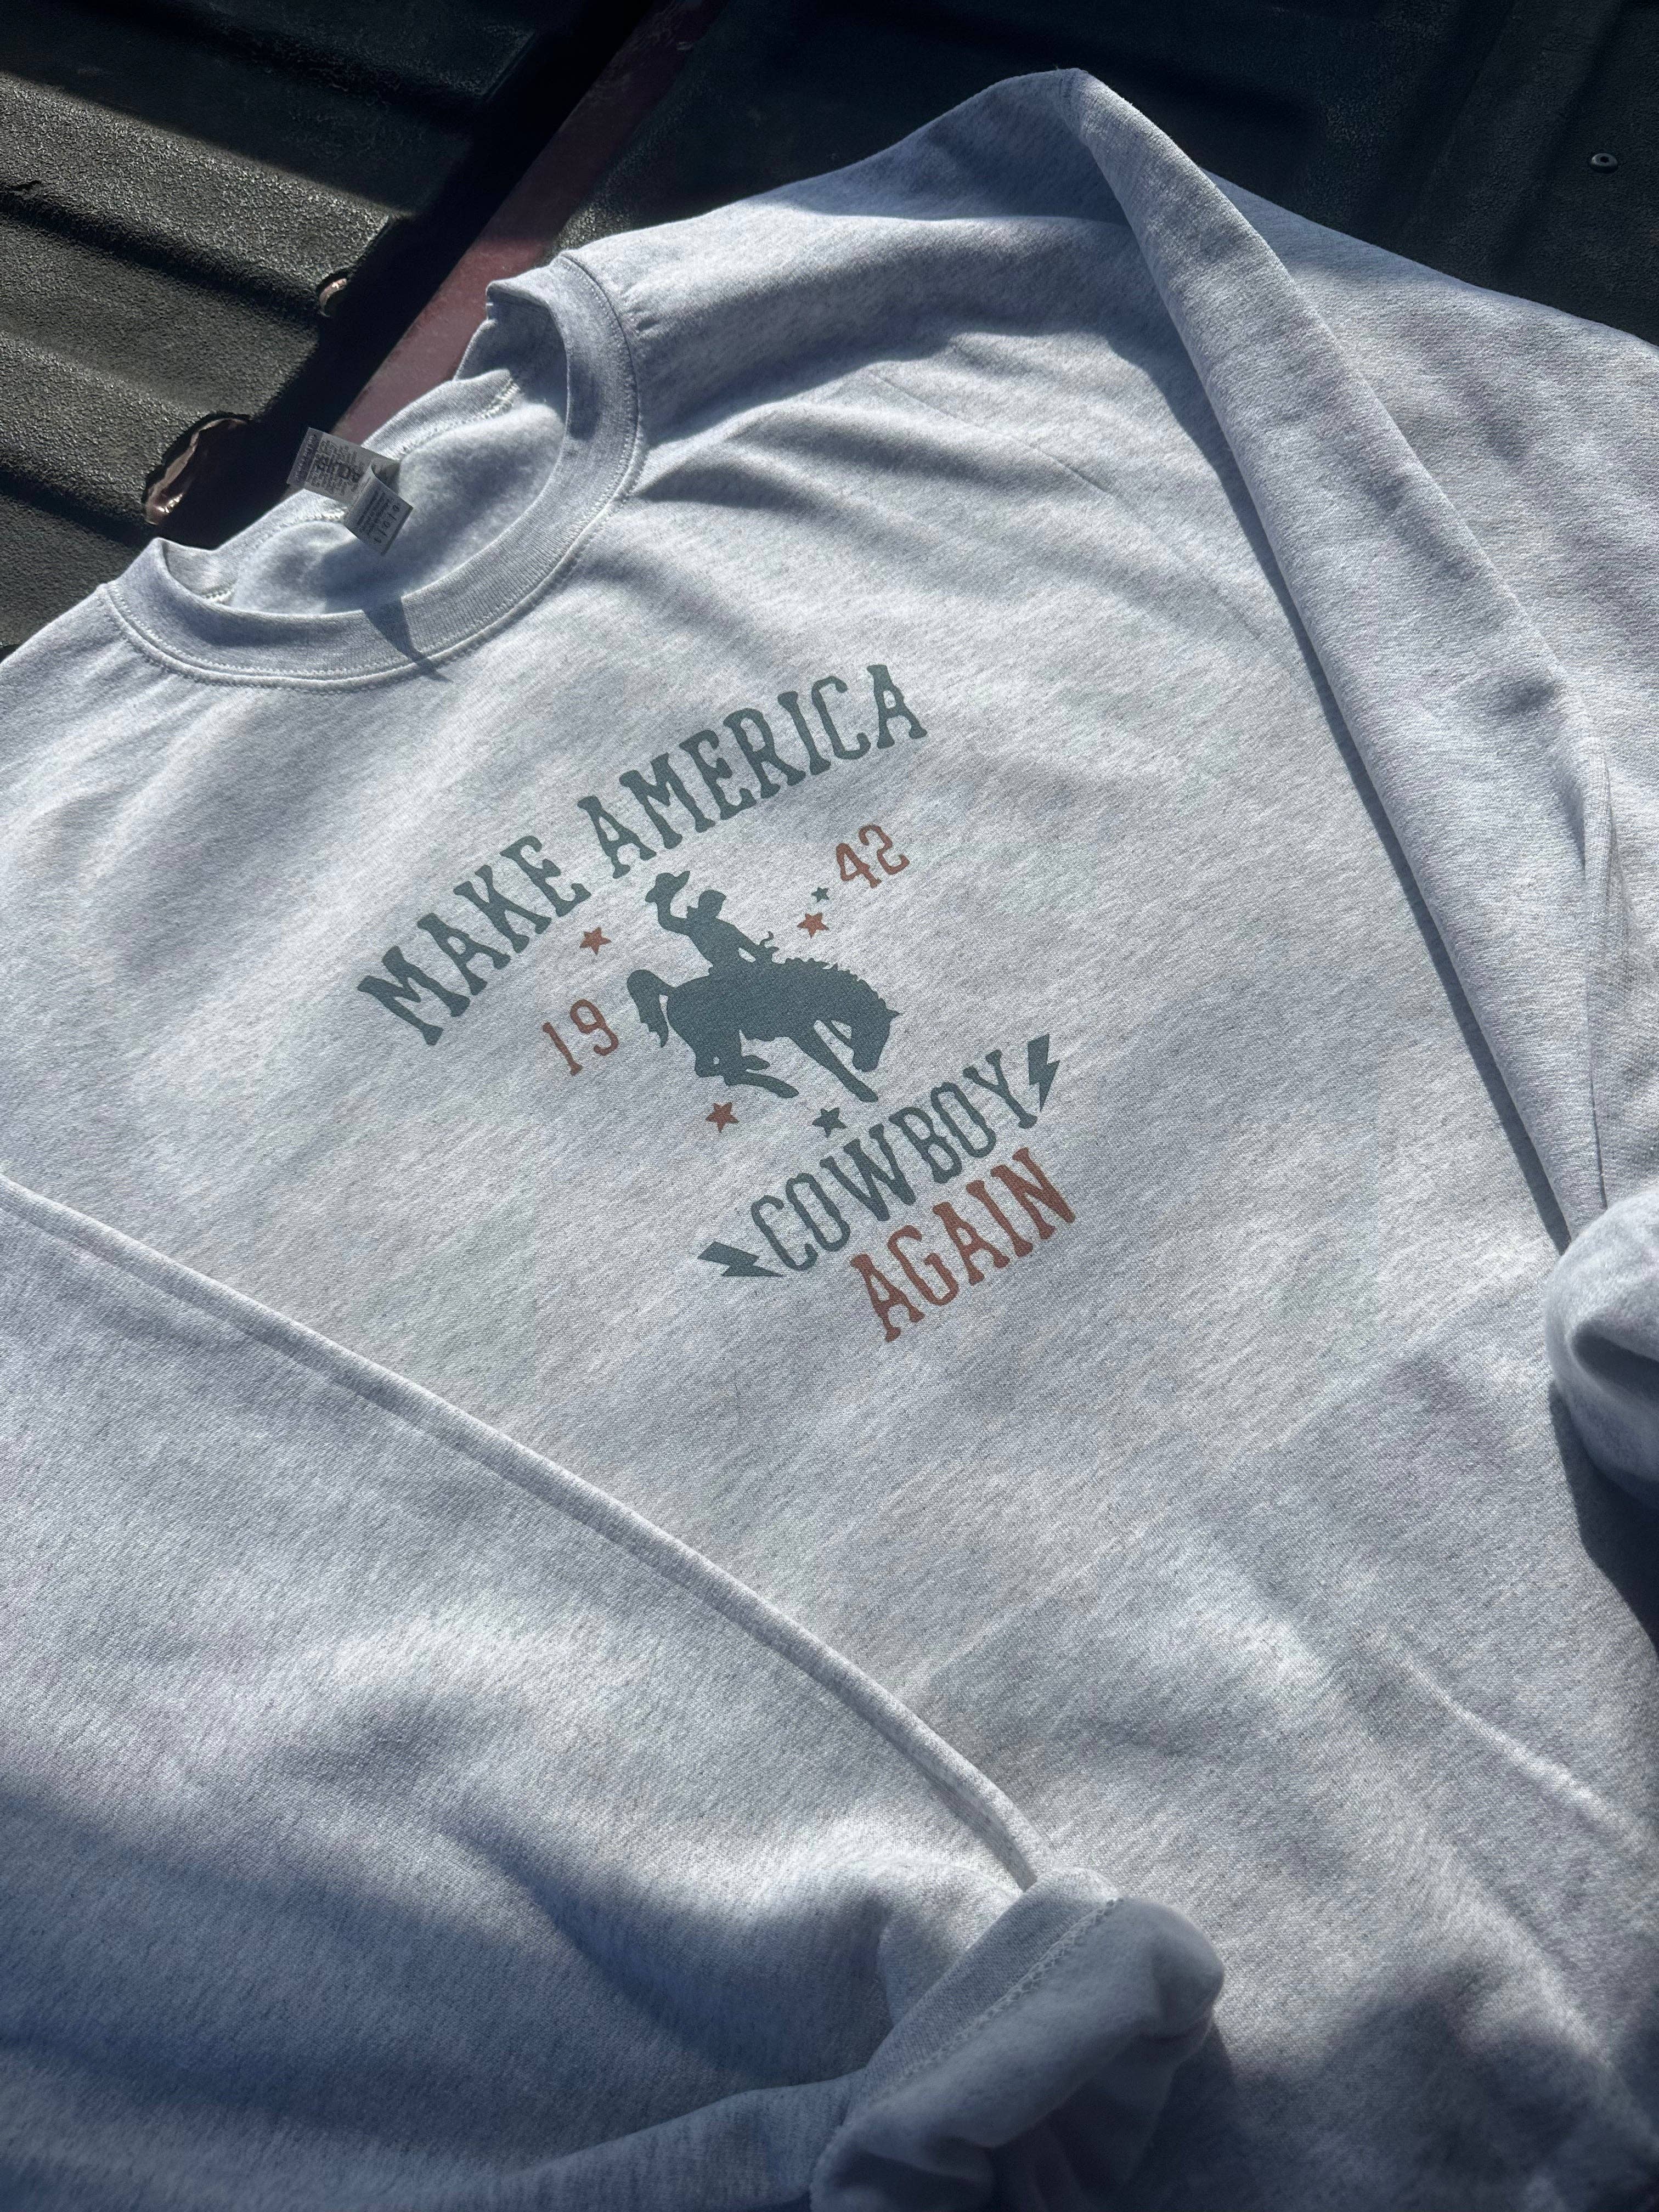 MAKE AMERICA
19 42
COWBOY
AGAIN